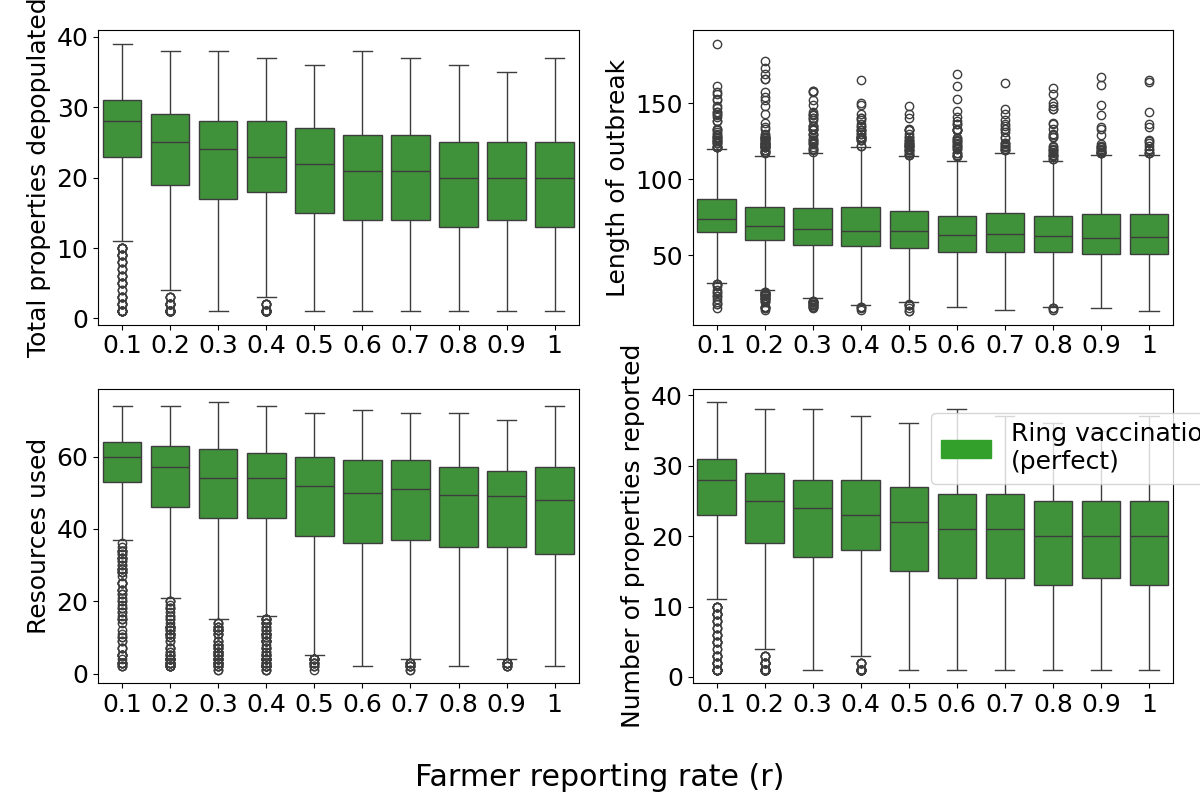 Total properties depopulated
40
30
20
10
0
0.1 0.2 0.3 0.4 0.5 0.6 0.7 0.8 0.9 1
Length of outbreak
150
100
50
0.1 0.2 0.3 0.4 0.5 0.6 0.7 0.8 0.9 1
Resources used
60
40
20
0
0.1 0.2 0.3 0.4 0.5 0.6 0.7 0.8 0.9 1
Number of properties reported
40
30
20
10
0
0.1 0.2 0.3 0.4 0.5 0.6 0.7 0.8 0.9 1
Ring vaccinatio
(perfect)
Farmer reporting rate (r)